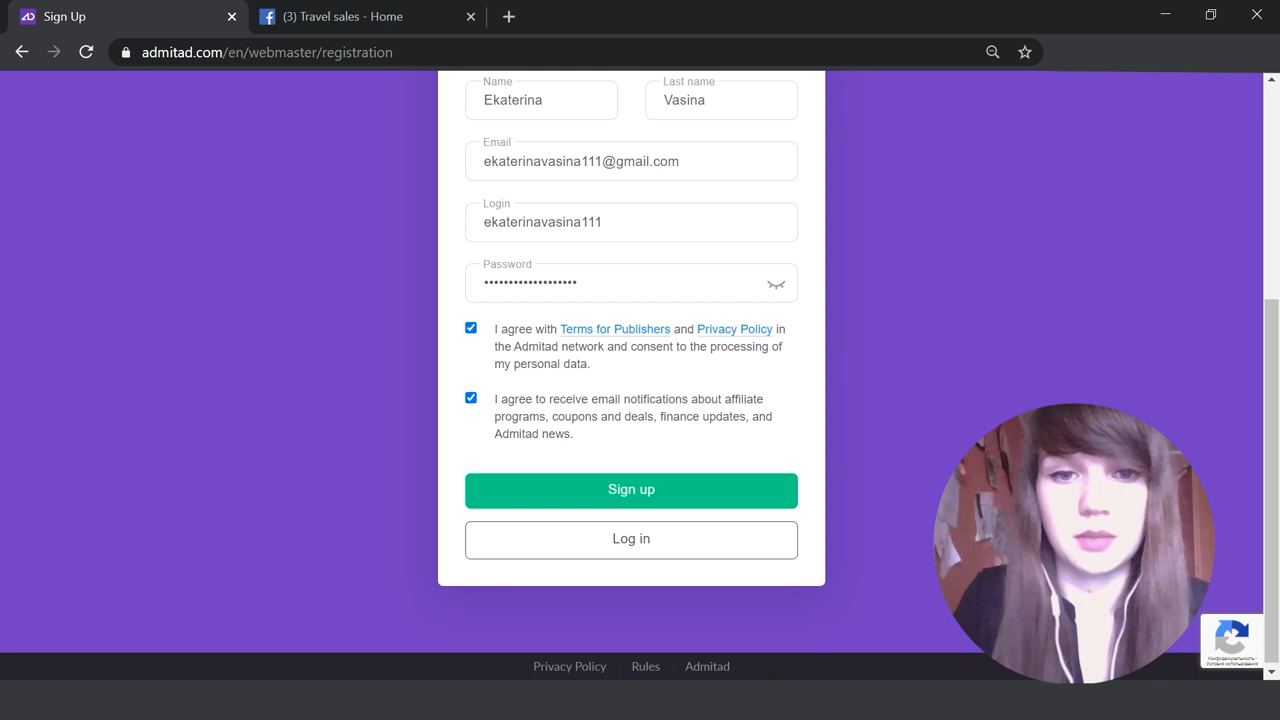 Sign Up
(3) Travel sales - Home
admitad.com/en/webmaster/registration
Name
Last name
Ekaterina
Vasina
Email
ekaterinavasina111@gmail.com
Login
ekaterinavasina111
Password
I agree with Terms for Publishers and Privacy Policy in
the Admitad network and consent to the processing of
my personal data.
I agree to receive email notifications about affiliate
programs, coupons and deals, finance updates, and
Admitad news.
Sign up
Log in
Privacy Policy
Rules
Admitad